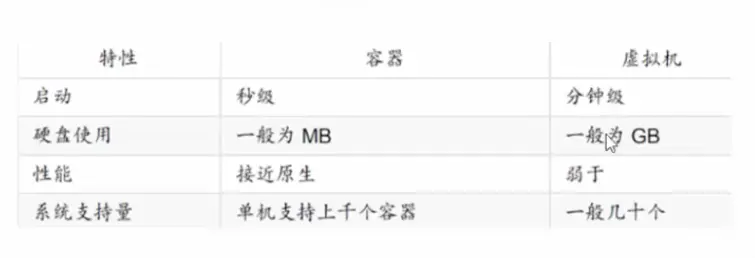 特性 容器 虚拟机
启动 秒级 分钟级
硬盘使用 一般为 MB 一般为 GB
性能 接近原生 弱于
系统支持量 单机支持上千个容器 一般几十个